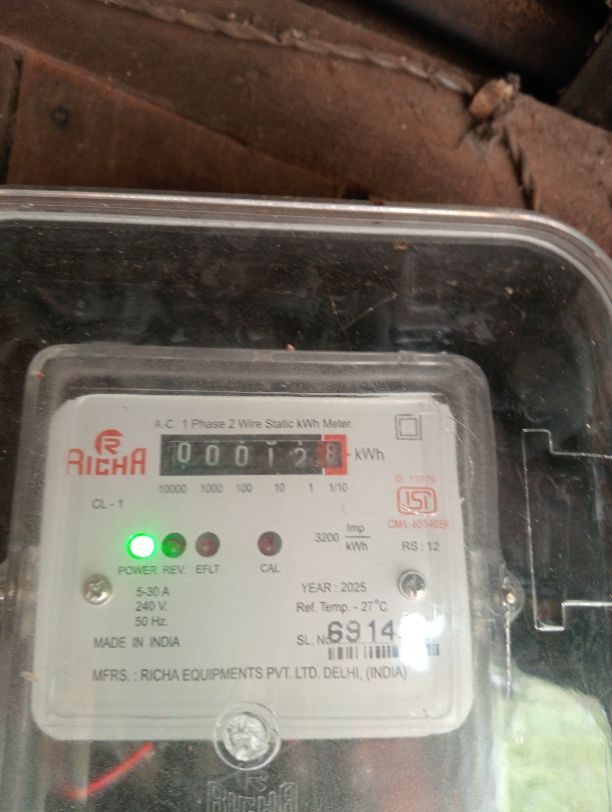 A.C. 1 Phase 2 Wire Static kWh Meter.
RICHA
0 0 0 1 2 8 - kWh
10000 1000 100 10 1 1/10
CL - 1
IS 13779
ISI
3200 Imp/kWh
RS : 12
POWER REV. EFLT CAL
5-30 A
240 V.
50 Hz.
YEAR : 2025
Ref. Temp. - 27°C
MADE IN INDIA
SL. No. 6914
MFRS. : RICHA EQUIPMENTS PVT. LTD. DELHI, (INDIA)
RICHA